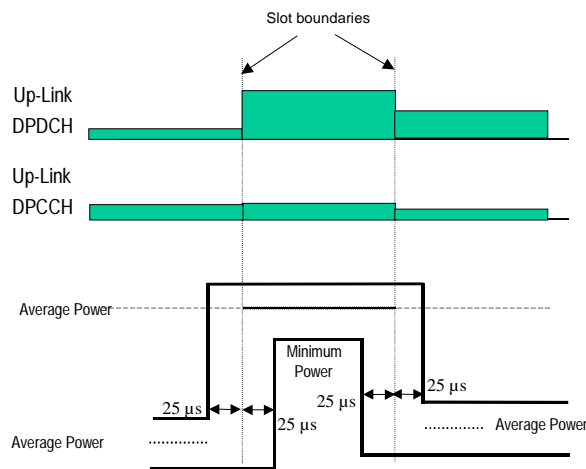 Slot boundaries
Up-Link
DPDCH
Up-Link
DPCCH
Average Power
Minimum
Power
25 µs
25 µs
25 µs
25 µs
Average Power
Average Power